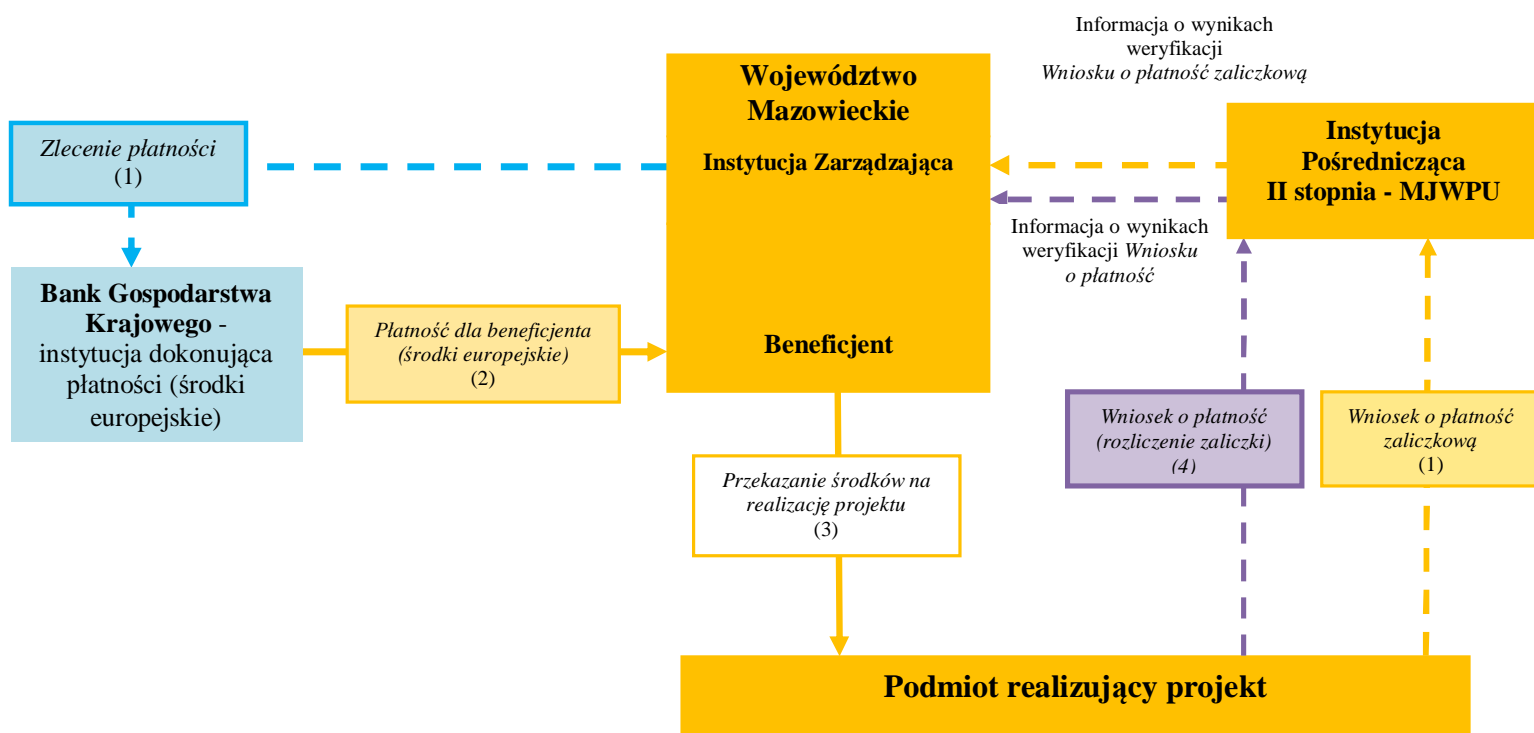 Informacja o wynikach
weryfikacji
Wniosku o płatność zaliczkową
Województwo
Mazowieckie
Instytucja Zarządzająca
Beneficjent
Zlecenie płatności
(1)
Instytucja
Pośrednicząca
II stopnia - MJWPU
Informacja o wynikach
weryfikacji Wniosku
o płatność
Bank Gospodarstwa
Krajowego -
instytucja dokonująca
płatności (środki
europejskie)
Płatność dla beneficjenta
(środki europejskie)
(2)
Wniosek o płatność
(rozliczenie zaliczki)
(4)
Wniosek o płatność
zaliczkową
(1)
Przekazanie środków na
realizację projektu
(3)
Podmiot realizujący projekt